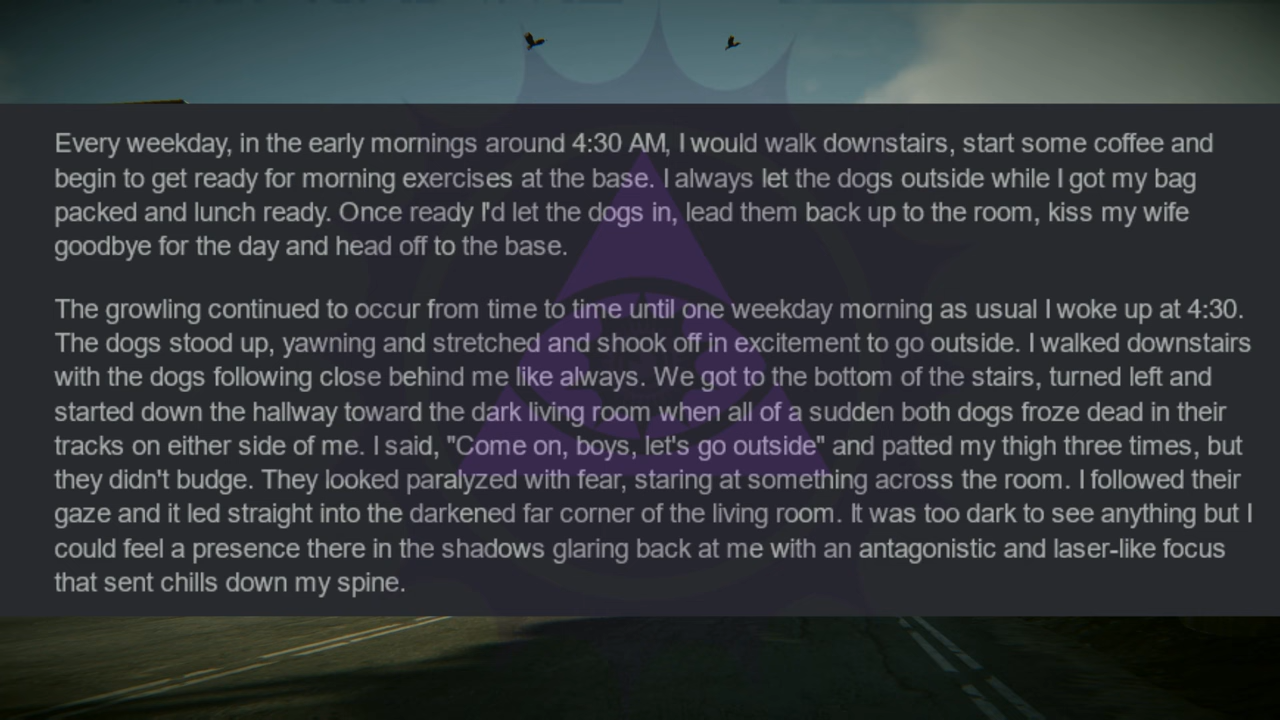 Every weekday, in the early mornings around 4:30 AM, I would walk downstairs, start some coffee and
begin to get ready for morning exercises at the base. I always let the dogs outside while I got my bag
packed and lunch ready. Once ready I'd let the dogs in, lead them back up to the room, kiss my wife
goodbye for the day and head off to the base.
The growling continued to occur from time to time until one weekday morning as usual I woke up at 4:30.
The dogs stood up, yawning and stretched and shook off in excitement to go outside. I walked downstairs
with the dogs following close behind me like always. We got to the bottom of the stairs, turned left and
started down the hallway toward the dark living room when all of a sudden both dogs froze dead in their
tracks on either side of me. I said, "Come on, boys, let's go outside" and patted my thigh three times, but
they didn't budge. They looked paralyzed with fear, staring at something across the room. I followed their
gaze and it led straight into the darkened far corner of the living room. It was too dark to see anything but I
could feel a presence there in the shadows glaring back at me with an antagonistic and laser-like focus
that sent chills down my spine.